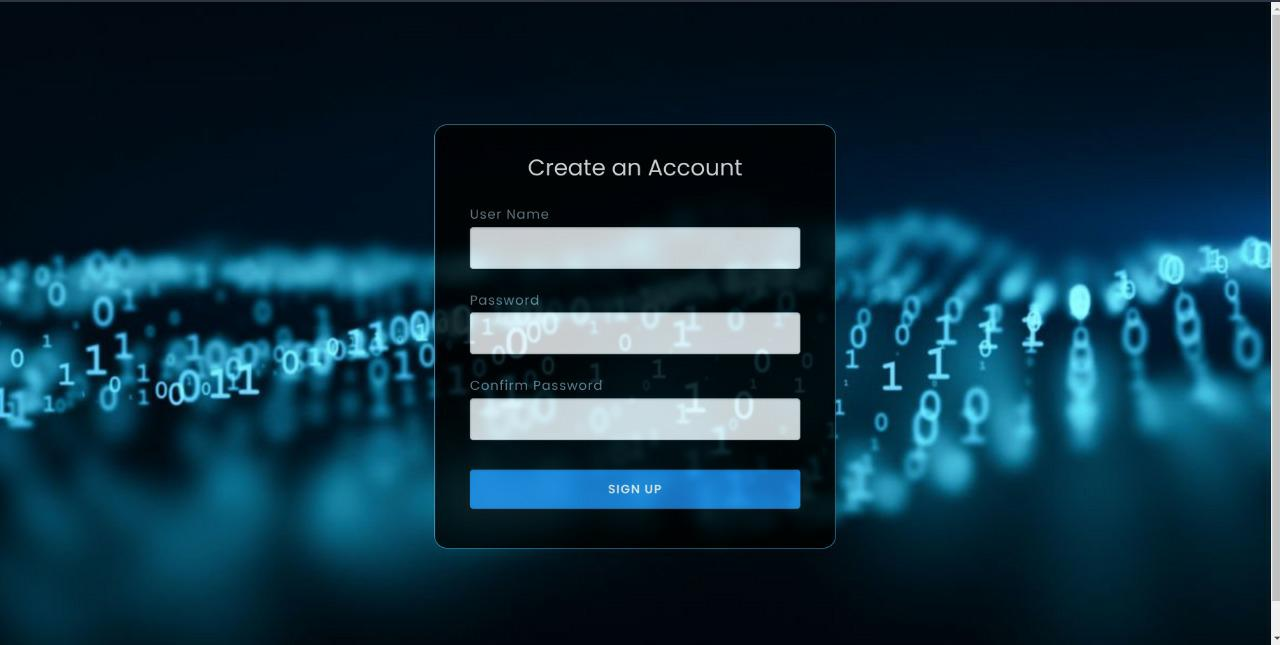 Create an Account
User Name
Password
Confirm Password
SIGN UP